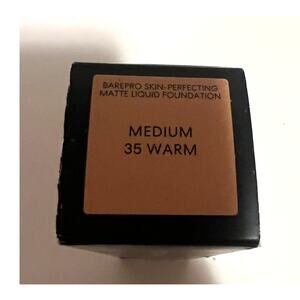 BAREPRO SKIN-PERFECTING
MATTE LIQUID FOUNDATION
MEDIUM
35 WARM